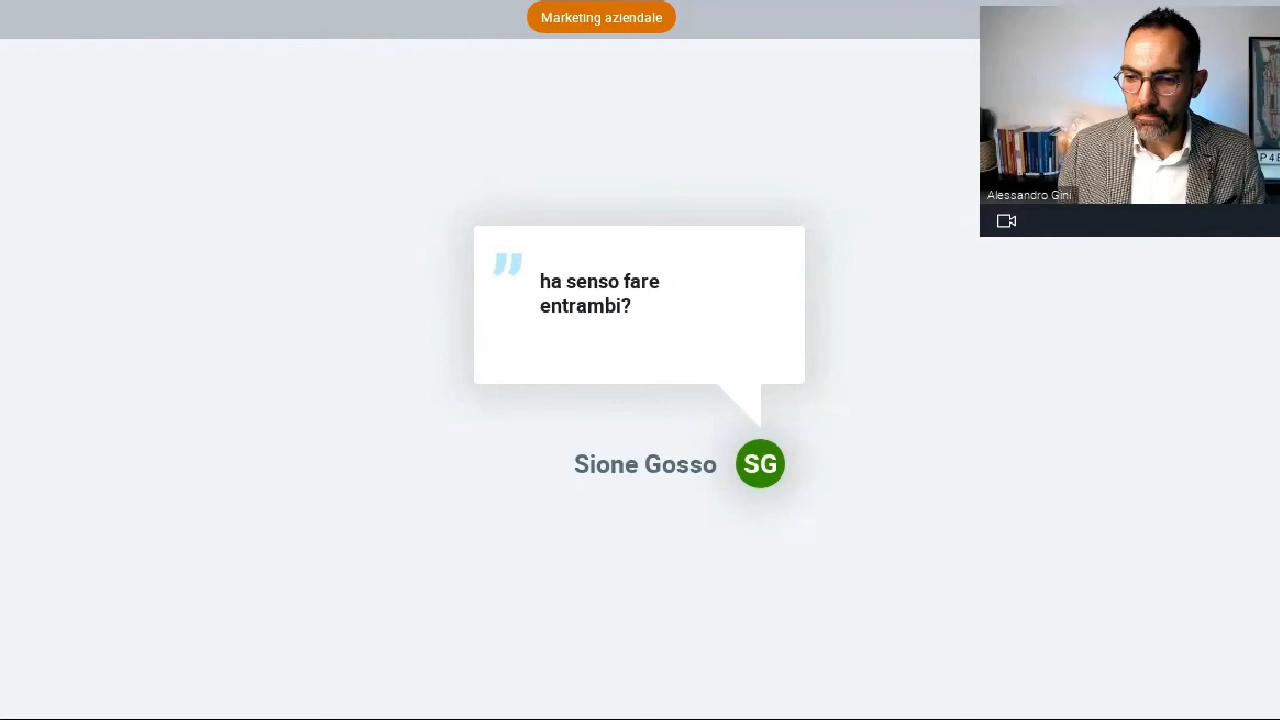 Marketing aziendale
Alessandro Gini
ha senso fare
entrambi?
Sione Gosso
SG